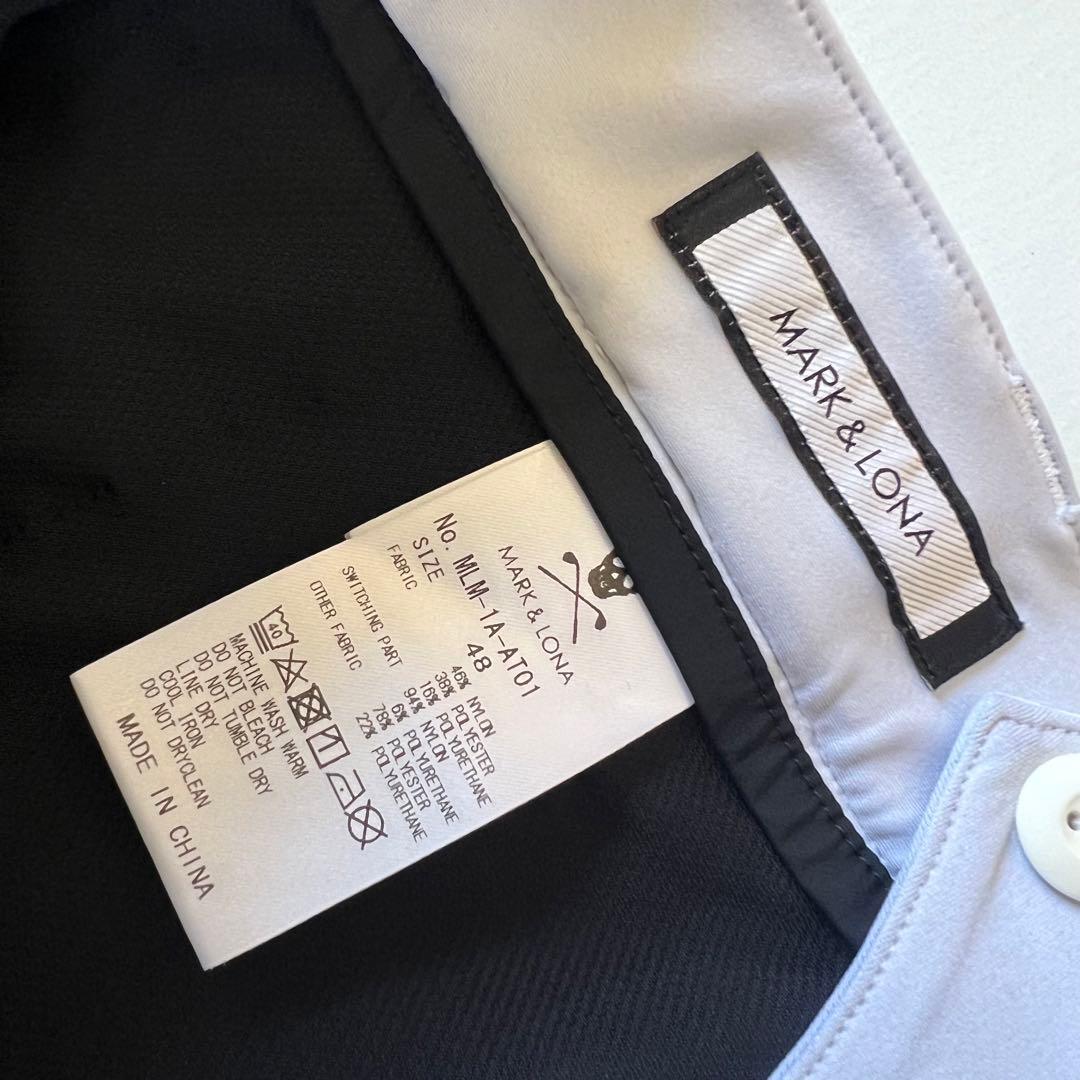 MARK & LONA
MARK & LONA
No. MLM-1A-AT01
SIZE 48
FABRIC 46% NYLON
38% POLYESTER
16% POLYURETHANE
SWITCHING PART 94% NYLON
6% POLYURETHANE
OTHER FABRIC 78% POLYESTER
22% POLYURETHANE
40
MACHINE WASH WARM
DO NOT BLEACH
DO NOT TUMBLE DRY
LINE DRY
COOL IRON
DO NOT DRYCLEAN
MADE IN CHINA